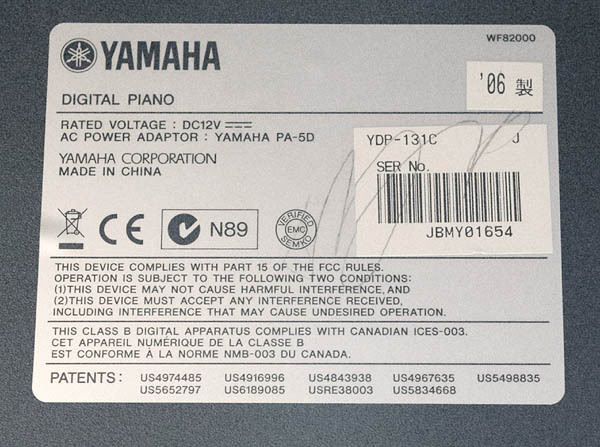 WF82000
YAMAHA
'06 製
DIGITAL PIANO
RATED VOLTAGE : DC12V
AC POWER ADAPTOR : YAMAHA PA-5D
YAMAHA CORPORATION
MADE IN CHINA
YDP-131C J
SER No.
JBMY01654
CE N89 VERIFIED EMC SEMKO
THIS DEVICE COMPLIES WITH PART 15 OF THE FCC RULES.
OPERATION IS SUBJECT TO THE FOLLOWING TWO CONDITIONS:
(1)THIS DEVICE MAY NOT CAUSE HARMFUL INTERFERENCE,AND
(2)THIS DEVICE MUST ACCEPT ANY INTERFERENCE RECEIVED,
INCLUDING INTERFERENCE THAT MAY CAUSE UNDESIRED OPERATION.
THIS CLASS B DIGITAL APPARATUS COMPLIES WITH CANADIAN ICES-003.
CET APPAREIL NUMÉRIQUE DE LA CLASSE B
EST CONFORME À LA NORME NMB-003 DU CANADA.
PATENTS: US4974485 US4916996 US4843938 US4967635 US5498835
US5652797 US6189085 USRE38003 US5834668